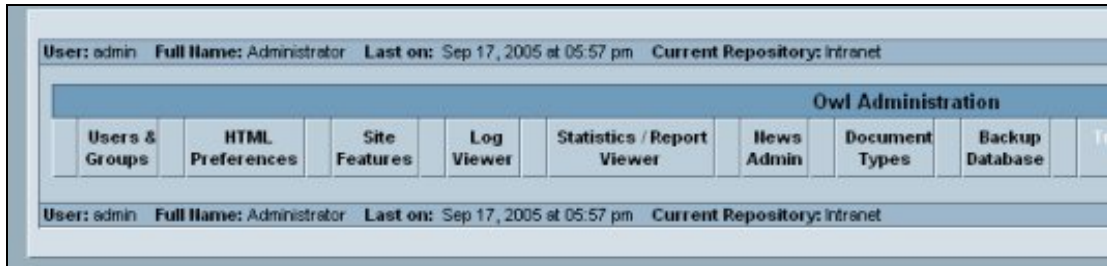 User: admin Full Name: Administrator Last on: Sep 17, 2005 at 05:57 pm Current Repository: Intranet
Owl Administration
Users & Groups
HTML Preferences
Site Features
Log Viewer
Statistics / Report Viewer
News Admin
Document Types
Backup Database
User: admin Full Name: Administrator Last on: Sep 17, 2005 at 05:57 pm Current Repository: Intranet